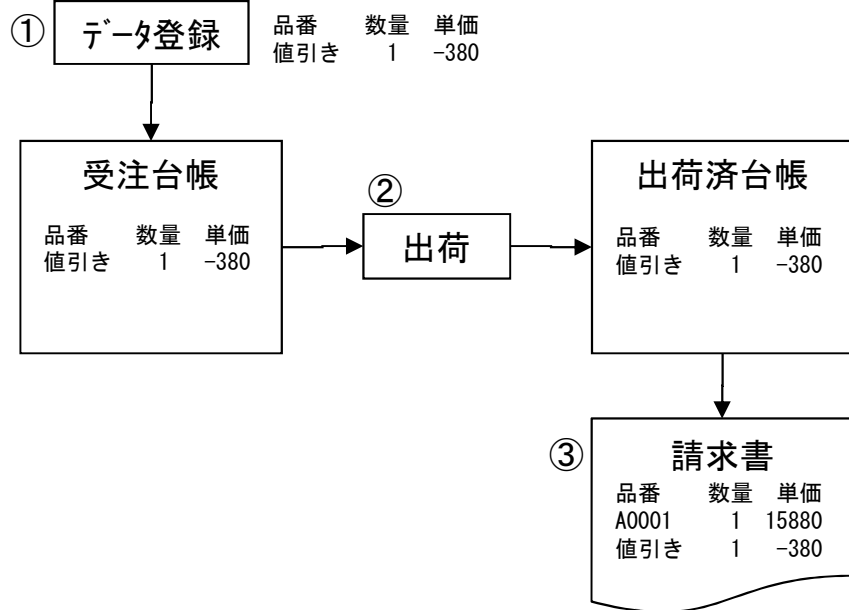 ① データ登録
品番 数量 単価
値引き 1 -380
受注台帳
品番 数量 単価
値引き 1 -380
② 出荷
出荷済台帳
品番 数量 単価
値引き 1 -380
③ 請求書
品番 数量 単価
A0001 1 15880
値引き 1 -380